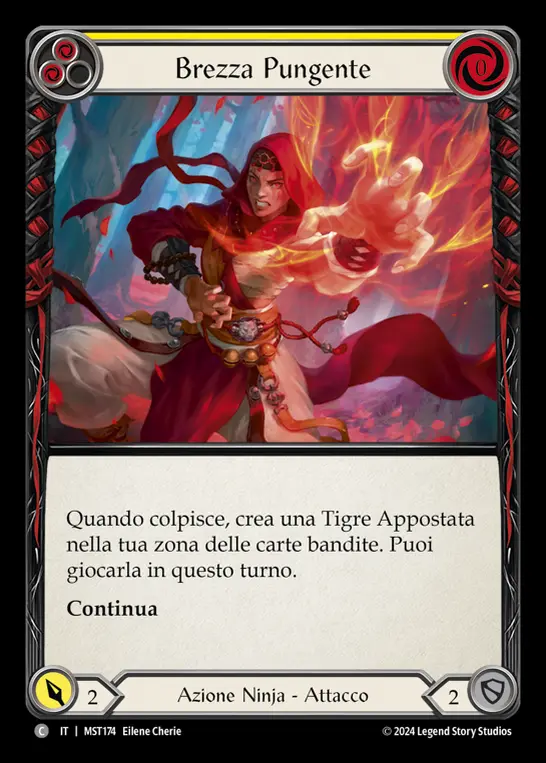 0
Brezza Pungente
Quando colpisce, crea una Tigre Appostata
nella tua zona delle carte bandite. Puoi
giocarla in questo turno.
Continua
2
Azione Ninja - Attacco
2
C IT | MST174 Eilene Cherie
© 2024 Legend Story Studios